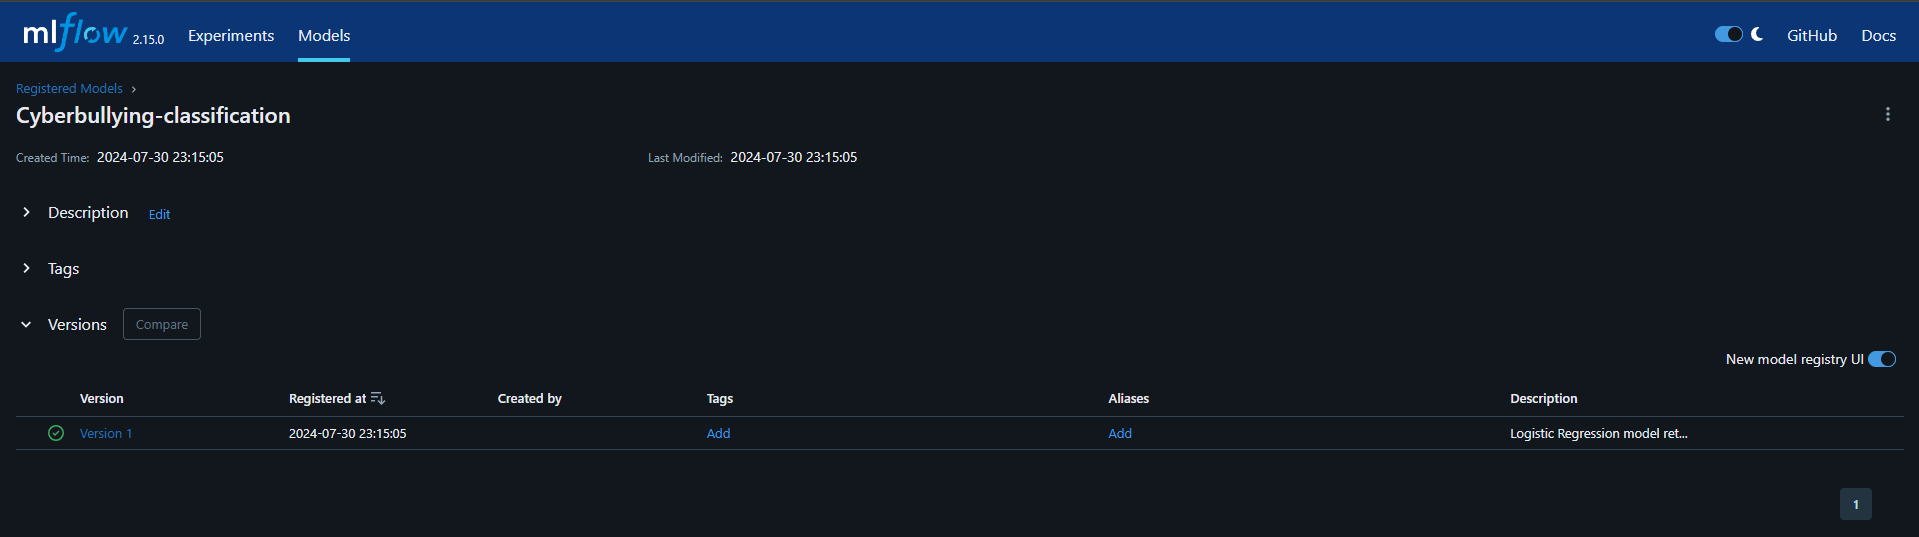 mlflow 2.15.0 Experiments Models GitHub Docs
Registered Models ›
Cyberbullying-classification
Created Time: 2024-07-30 23:15:05 Last Modified: 2024-07-30 23:15:05
Description Edit
Tags
Versions Compare
New model registry UI
Version Registered at Created by Tags Aliases Description
Version 1 2024-07-30 23:15:05 Add Add Logistic Regression model ret...
1